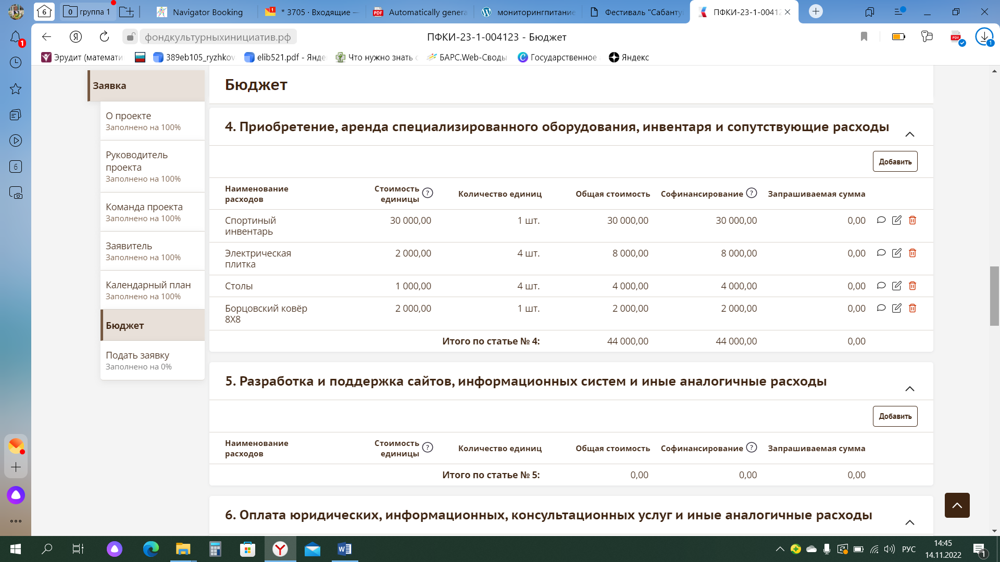 6
0
группа 1
Navigator Booking
1
* 3705 · Входящие —
Automatically genera
мониторингпитание
Фестиваль "Сабанту
ПФКИ-23-1-00412
фондкультурныхинициатив.рф
ПФКИ-23-1-004123 - Бюджет
PDF
1
1
Эрудит (математи
389eb105_ryzhkov
elib521.pdf - Янде
Что нужно знать
БАРС.Web-Своды
Государственное
Яндекс
6
Заявка
О проекте
Заполнено на 100%
Руководитель
проекта
Заполнено на 100%
Команда проекта
Заполнено на 100%
Заявитель
Заполнено на 100%
Календарный план
Заполнено на 100%
Бюджет
Подать заявку
Заполнено на 0%
Бюджет
4. Приобретение, аренда специализированного оборудования, инвентаря и сопутствующие расходы
Добавить
Наименование расходов Стоимость единицы ? Количество единиц Общая стоимость Софинансирование ? Запрашиваемая сумма
Спортиный инвентарь 30 000,00 1 шт. 30 000,00 30 000,00 0,00
Электрическая плитка 2 000,00 4 шт. 8 000,00 8 000,00 0,00
Столы 1 000,00 4 шт. 4 000,00 4 000,00 0,00
Борцовский ковёр 8X8 2 000,00 1 шт. 2 000,00 2 000,00 0,00
Итого по статье № 4: 44 000,00 44 000,00 0,00
5. Разработка и поддержка сайтов, информационных систем и иные аналогичные расходы
Добавить
Наименование расходов Стоимость единицы ? Количество единиц Общая стоимость Софинансирование ? Запрашиваемая сумма
Итого по статье № 5: 0,00 0,00 0,00
6. Оплата юридических, информационных, консультационных услуг и иные аналогичные расходы
РУС
14:45
14.11.2022
1